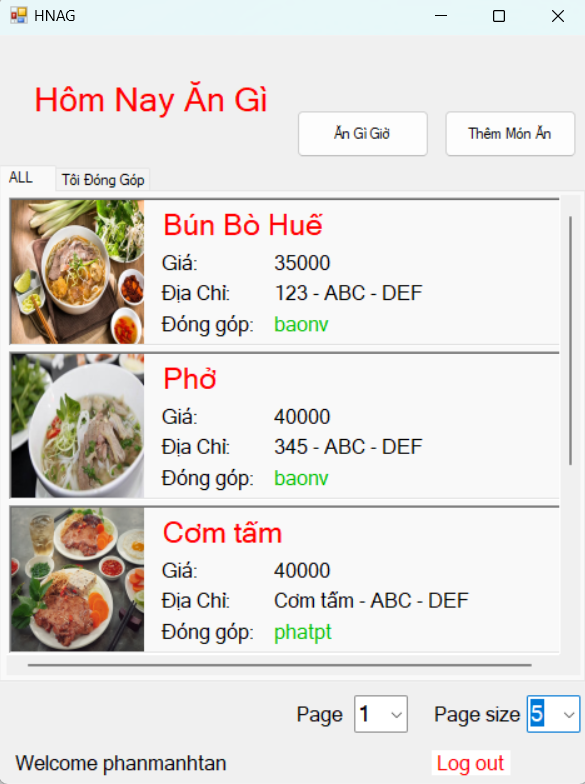 HNAG
Hôm Nay Ăn Gì
Ăn Gì Giờ
Thêm Món Ăn
ALL
Tôi Đóng Góp
Bún Bò Huế
Giá: 35000
Địa Chỉ: 123 - ABC - DEF
Đóng góp: baonv
Phở
Giá: 40000
Địa Chỉ: 345 - ABC - DEF
Đóng góp: baonv
Cơm tấm
Giá: 40000
Địa Chỉ: Cơm tấm - ABC - DEF
Đóng góp: phatpt
Page 1 Page size 5
Welcome phanmanhtan Log out